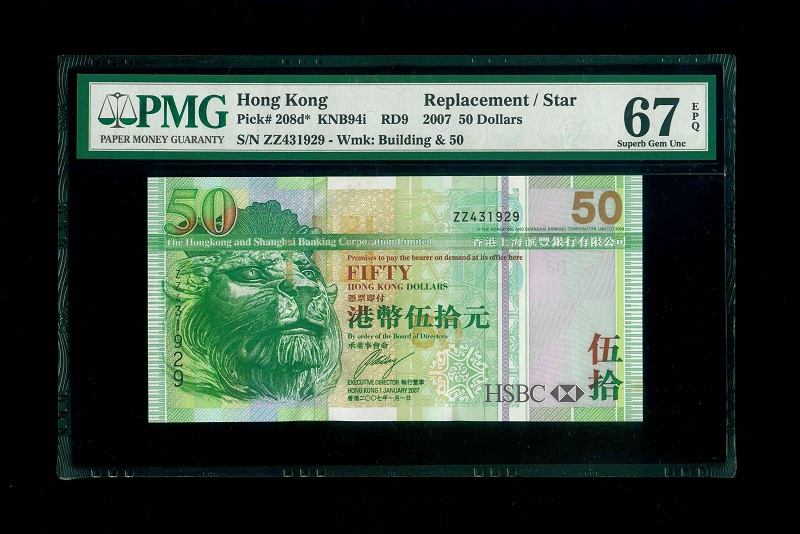 PMG
PAPER MONEY GUARANTY
Hong Kong Replacement / Star
Pick# 208d* KNB94i RD9 2007 50 Dollars
S/N ZZ431929 - Wmk: Building & 50
67
EPQ
Superb Gem Unc
50
ZZ431929
50
The Hongkong and Shanghai Banking Corporation Limited
香港上海滙豐銀行有限公司
Promises to pay the bearer on demand at its office here
FIFTY
HONG KONG DOLLARS
憑票即付
港幣伍拾元
By order of the Board of Directors
承董事會命
EXECUTIVE DIRECTOR 執行董事
HONG KONG 1 JANUARY 2007
香港二〇〇七年一月一日
ZZ431929
HSBC
伍拾